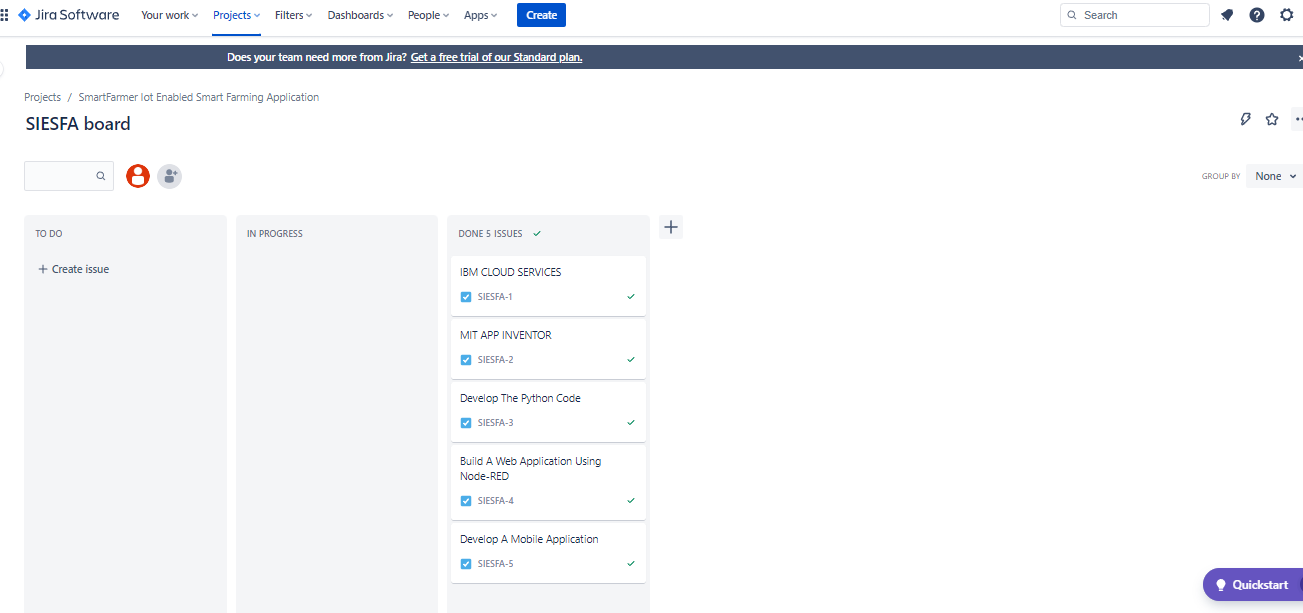 Jira Software Your work Projects Filters Dashboards People Apps Create Search
Does your team need more from Jira? Get a free trial of our Standard plan.
Projects / SmartFarmer Iot Enabled Smart Farming Application
SIESFA board
GROUP BY None
TO DO
+ Create issue
IN PROGRESS
DONE 5 ISSUES
IBM CLOUD SERVICES
SIESFA-1
MIT APP INVENTOR
SIESFA-2
Develop The Python Code
SIESFA-3
Build A Web Application Using
Node-RED
SIESFA-4
Develop A Mobile Application
SIESFA-5
Quickstart